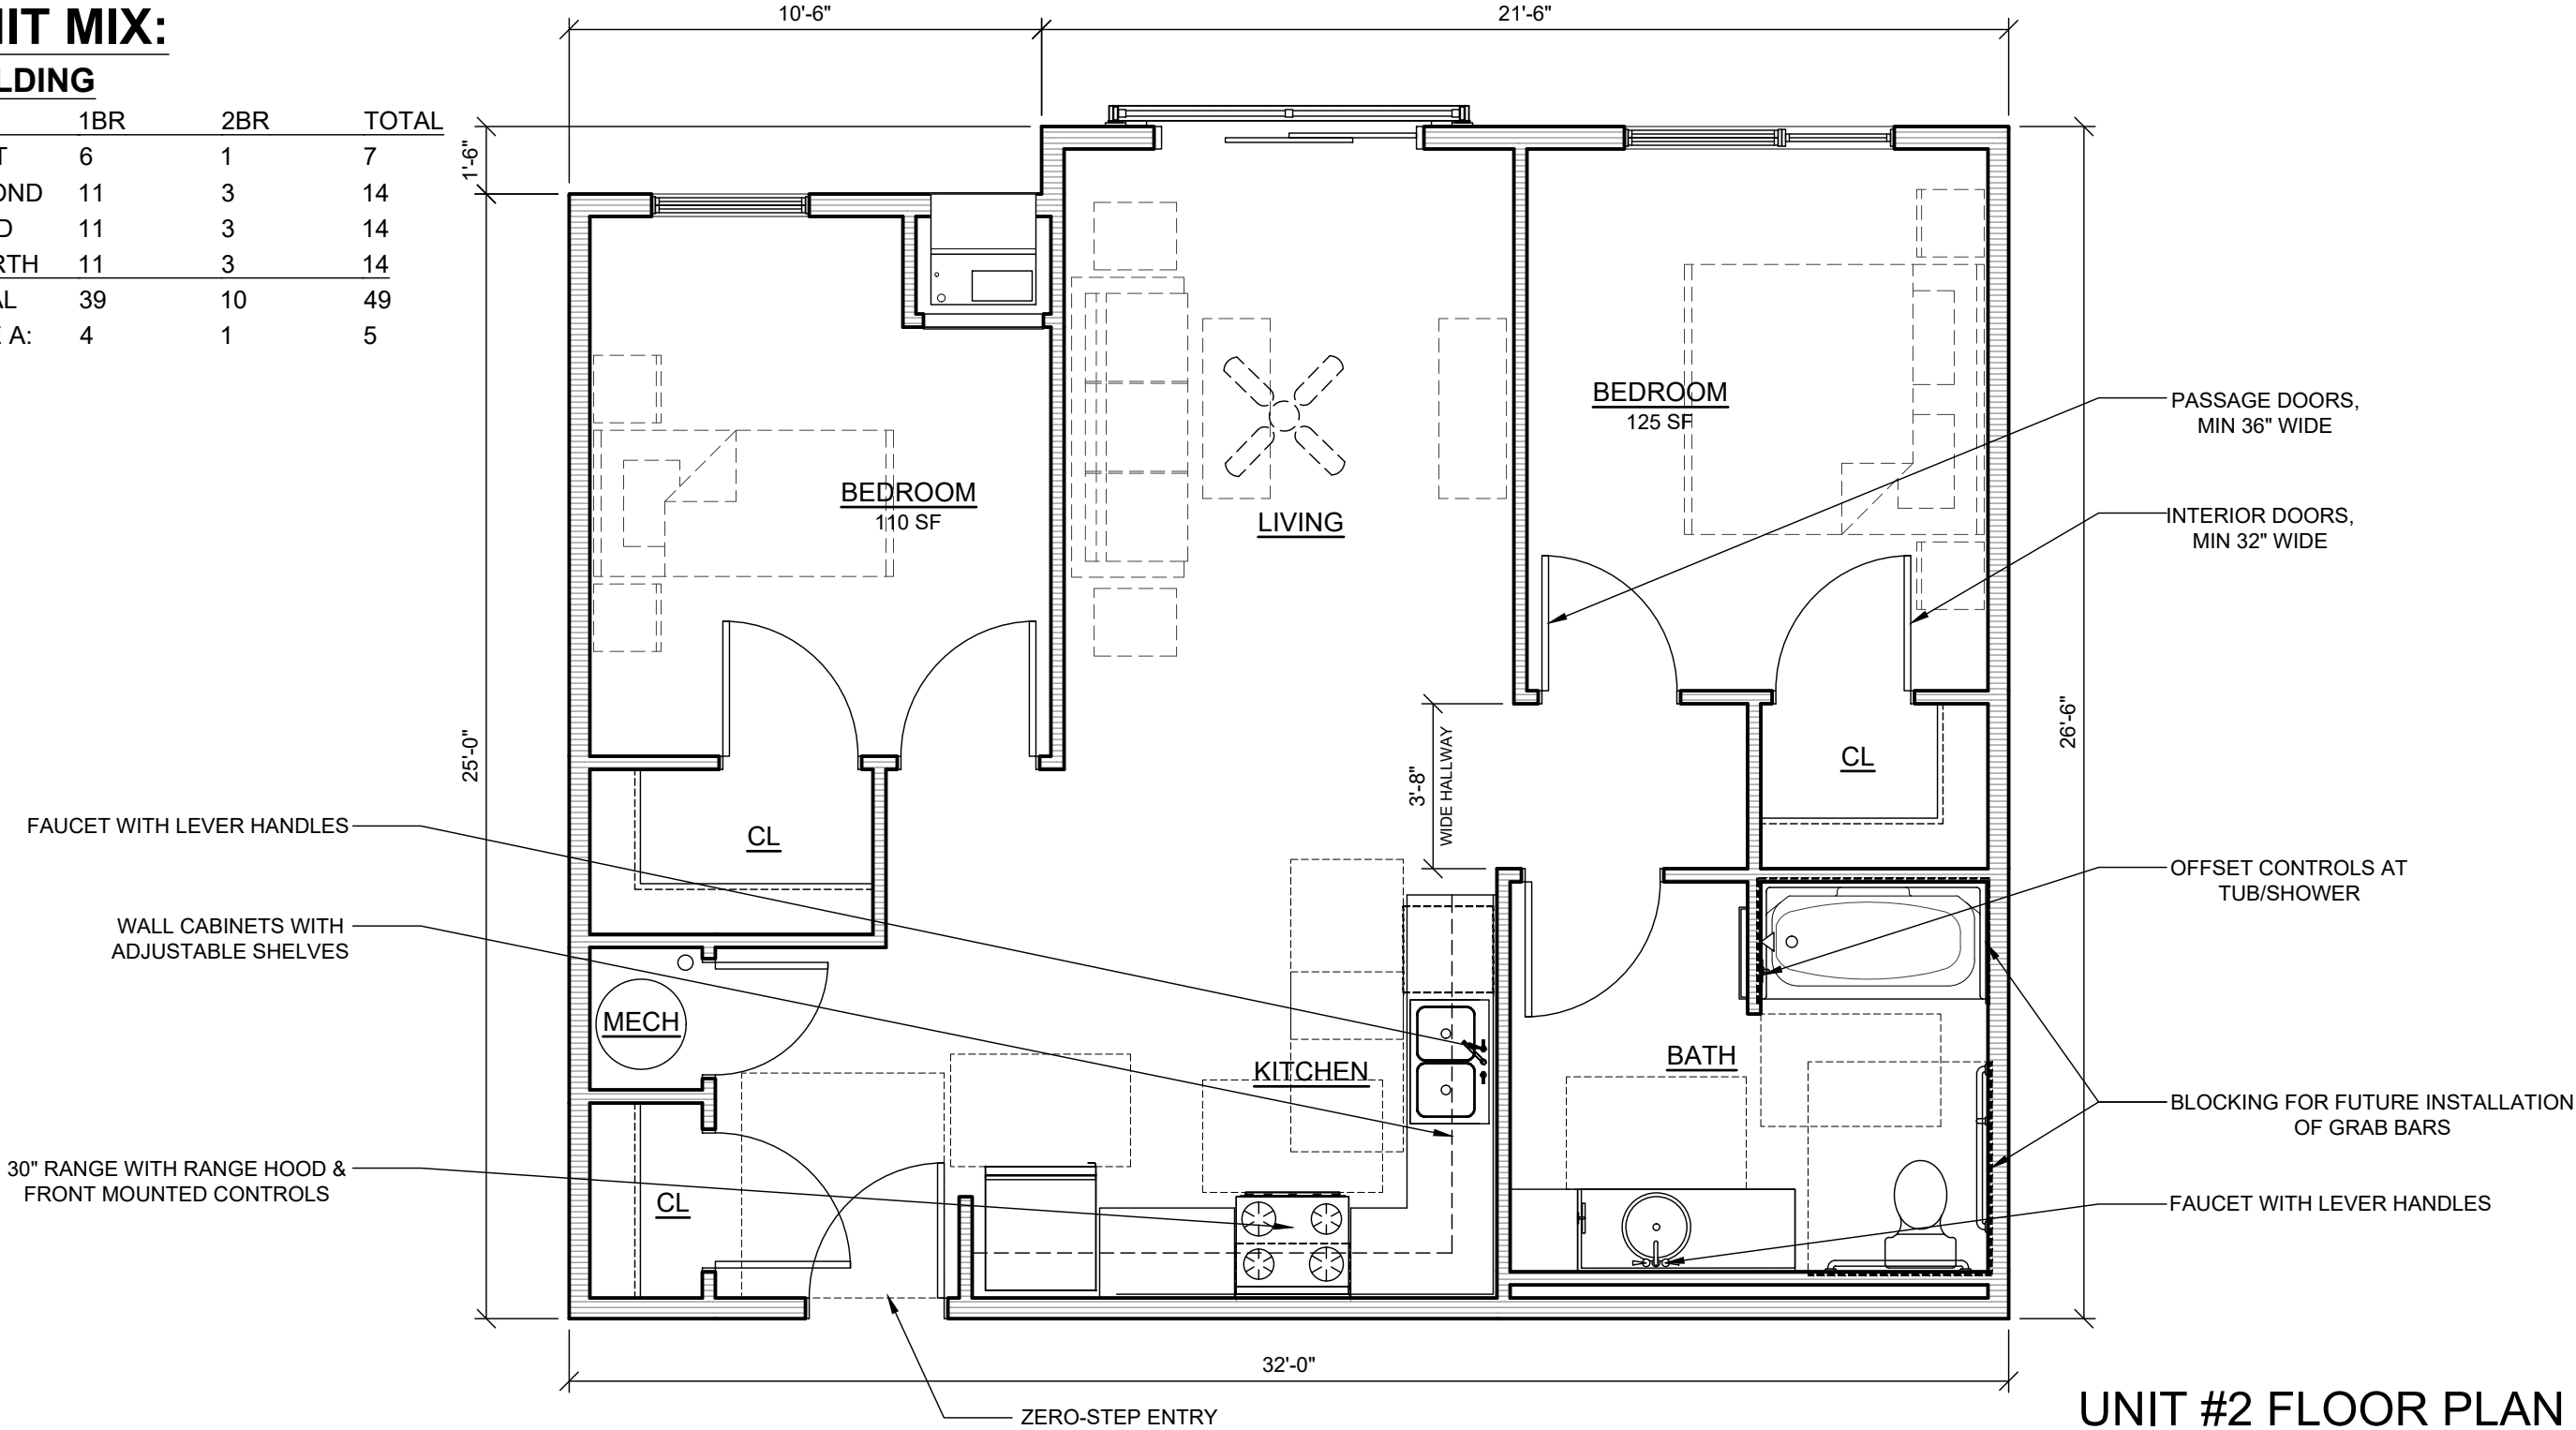 IIT MIX:
LDING
1BR 2BR TOTAL
T 6 1 7
OND 11 3 14
D 11 3 14
RTH 11 3 14
AL 39 10 49
E A: 4 1 5
10'-6"
21'-6"
1'-6"
25'-0"
26'-6"
32'-0"
3'-8"
WIDE HALLWAY
BEDROOM
110 SF
LIVING
BEDROOM
125 SF
CL
CL
MECH
CL
KITCHEN
BATH
FAUCET WITH LEVER HANDLES
WALL CABINETS WITH
ADJUSTABLE SHELVES
30" RANGE WITH RANGE HOOD &
FRONT MOUNTED CONTROLS
PASSAGE DOORS,
MIN 36" WIDE
INTERIOR DOORS,
MIN 32" WIDE
OFFSET CONTROLS AT
TUB/SHOWER
BLOCKING FOR FUTURE INSTALLATION
OF GRAB BARS
FAUCET WITH LEVER HANDLES
ZERO-STEP ENTRY
UNIT #2 FLOOR PLAN